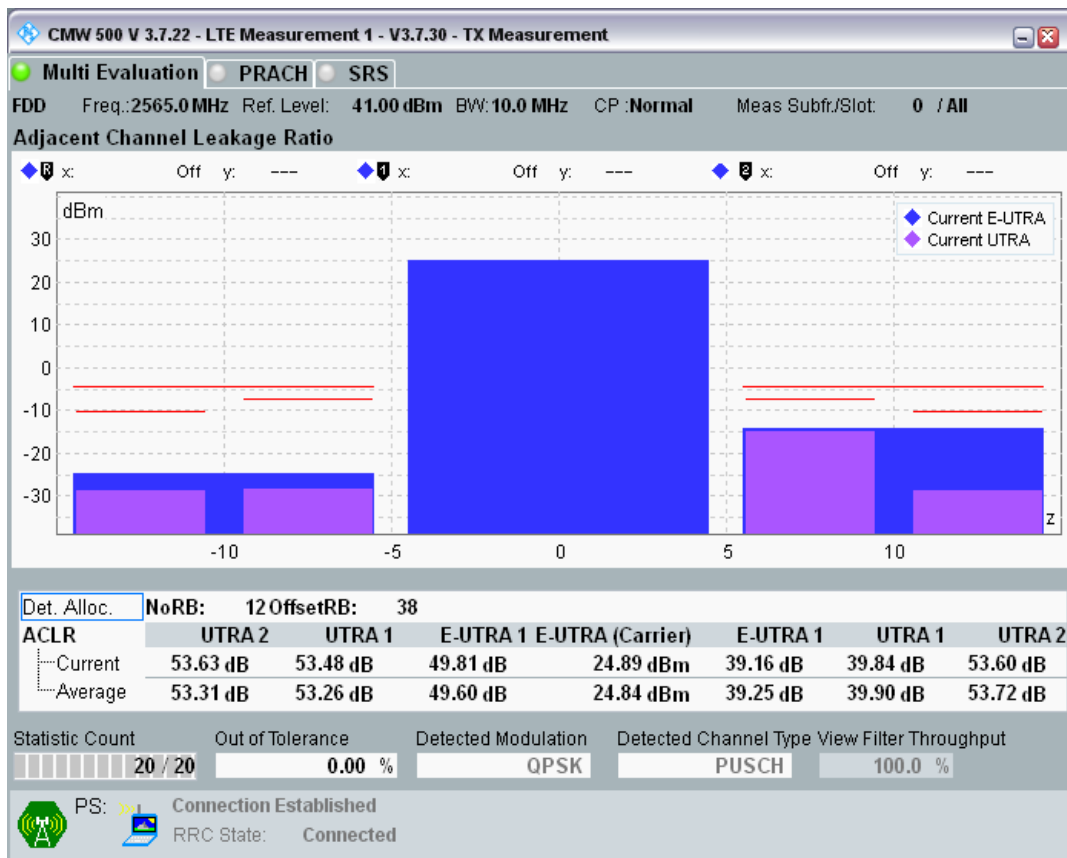 CMW 500 V 3.7.22 - LTE Measurement 1 - V3.7.30 - TX Measurement
Multi Evaluation PRACH SRS
FDD Freq.:2565.0 MHz Ref. Level: 41.00 dBm BW:10.0 MHz CP :Normal Meas Subfr./Slot: 0 / All
Adjacent Channel Leakage Ratio
R x: Off y: --- 1 x: Off y: --- 2 x: Off y: ---
dBm
Current E-UTRA
Current UTRA
30
20
10
0
-10
-20
-30
z
-10 -5 0 5 10
Det. Alloc. NoRB: 12 OffsetRB: 38
ACLR UTRA 2 UTRA 1 E-UTRA 1 E-UTRA (Carrier) E-UTRA 1 UTRA 1 UTRA 2
Current 53.63 dB 53.48 dB 49.81 dB 24.89 dBm 39.16 dB 39.84 dB 53.60 dB
Average 53.31 dB 53.26 dB 49.60 dB 24.84 dBm 39.25 dB 39.90 dB 53.72 dB
Statistic Count Out of Tolerance Detected Modulation Detected Channel Type View Filter Throughput
20 / 20 0.00 % QPSK PUSCH 100.0 %
PS: Connection Established
RRC State: Connected